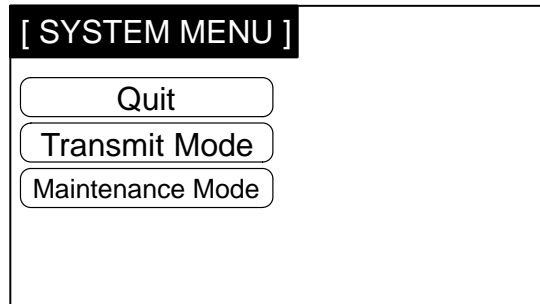 [ SYSTEM MENU ]
Quit
Transmit Mode
Maintenance Mode